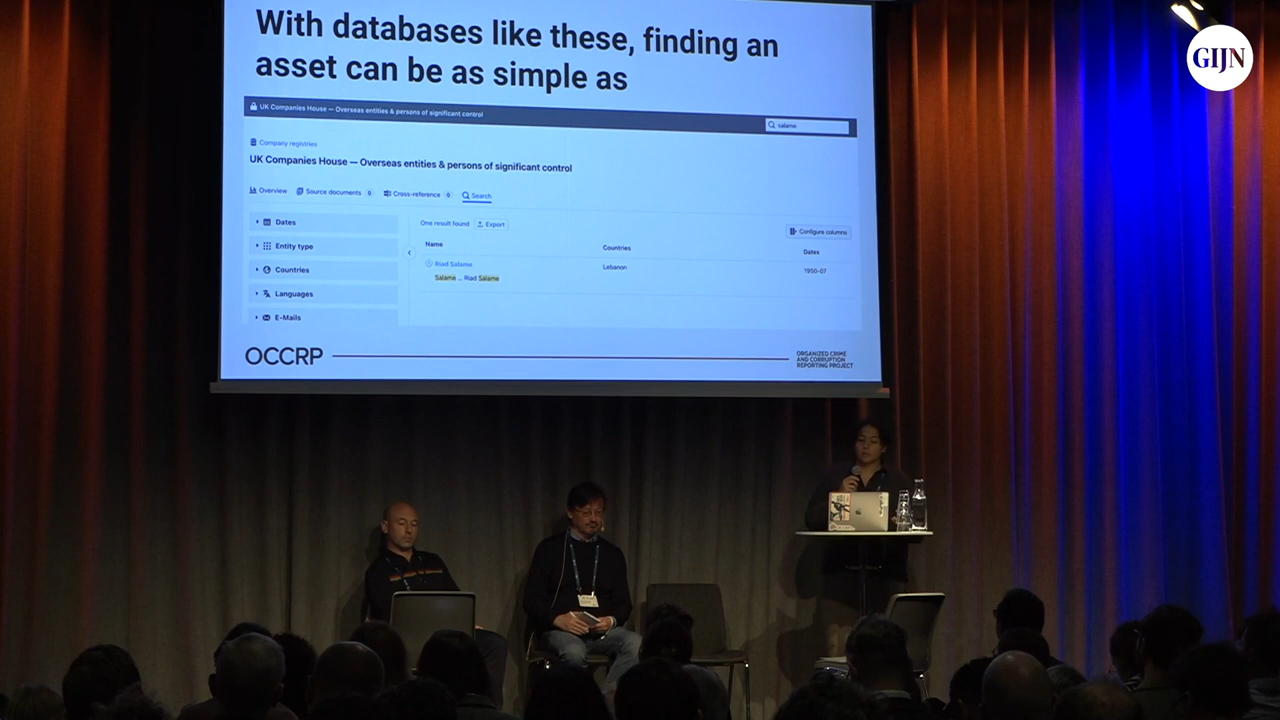 With databases like these, finding an
asset can be as simple as
GIJN
UK Companies House — Overseas entities & persons of significant control
salame
Company registries
UK Companies House — Overseas entities & persons of significant control
Overview Source documents 0 Cross-reference 0 Search
Dates
Entity type
Countries
Languages
E-Mails
One result found Export
Configure columns
Name Countries Dates
Riad Salame Lebanon 1950-07
Salame ... Riad Salame
OCCRP
ORGANIZED CRIME
AND CORRUPTION
REPORTING PROJECT